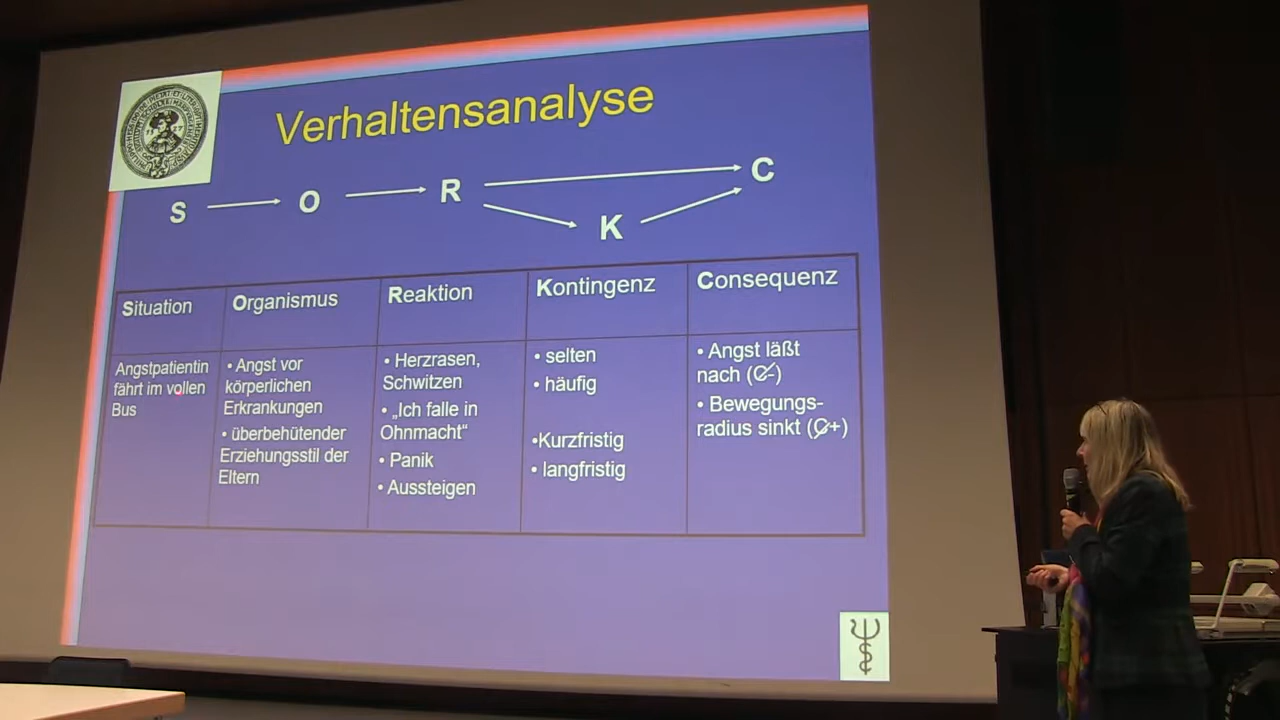 Verhaltensanalyse
S
O
R
K
C
Situation
Organismus
Reaktion
Kontingenz
Consequenz
Angstpatientin
fährt im vollen
Bus
• Angst vor
körperlichen
Erkrankungen
• überbehütender
Erziehungsstil der
Eltern
• Herzrasen,
Schwitzen
• „Ich falle in
Ohnmacht“
• Panik
• Aussteigen
• selten
• häufig
•Kurzfristig
• langfristig
• Angst läßt
nach (C̸-)
• Bewegungs-
radius sinkt (C̸+)